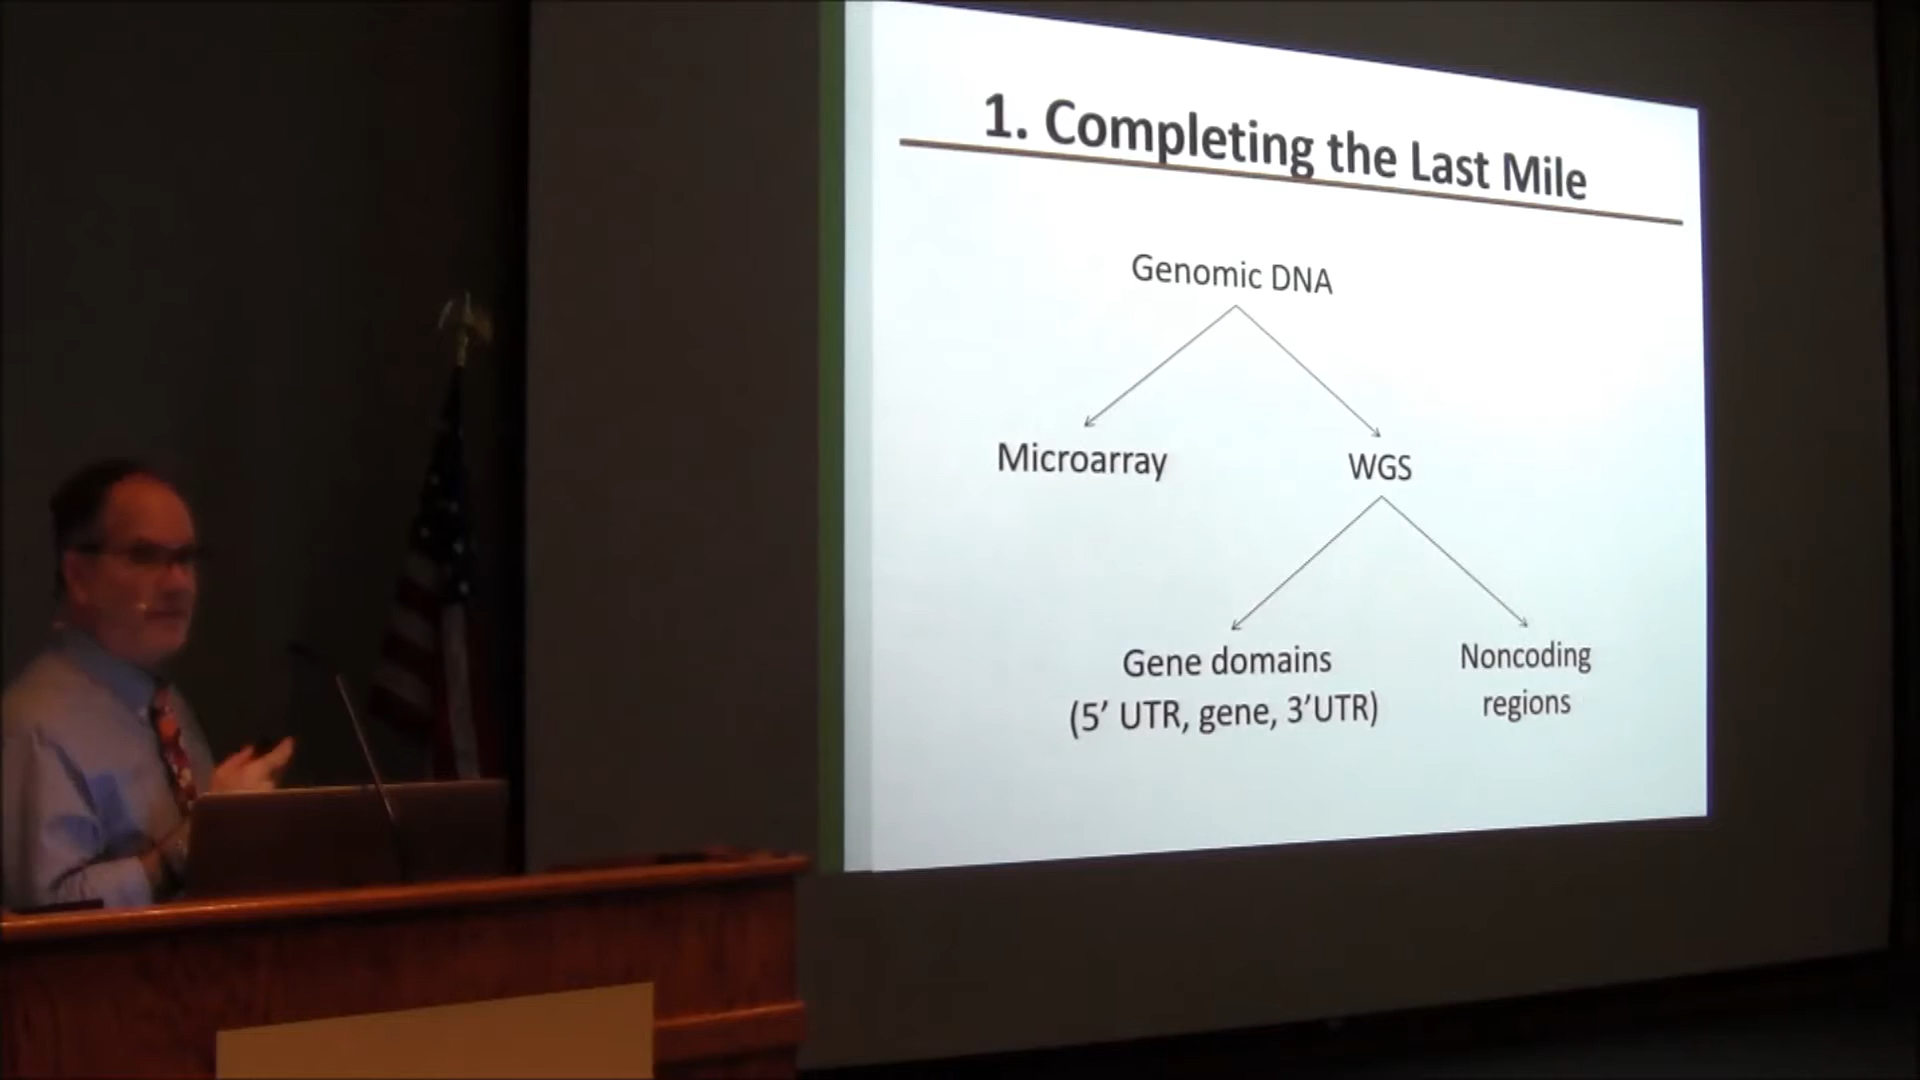 1. Completing the Last Mile
Genomic DNA
Microarray
WGS
Gene domains
(5’ UTR, gene, 3’UTR)
Noncoding
regions